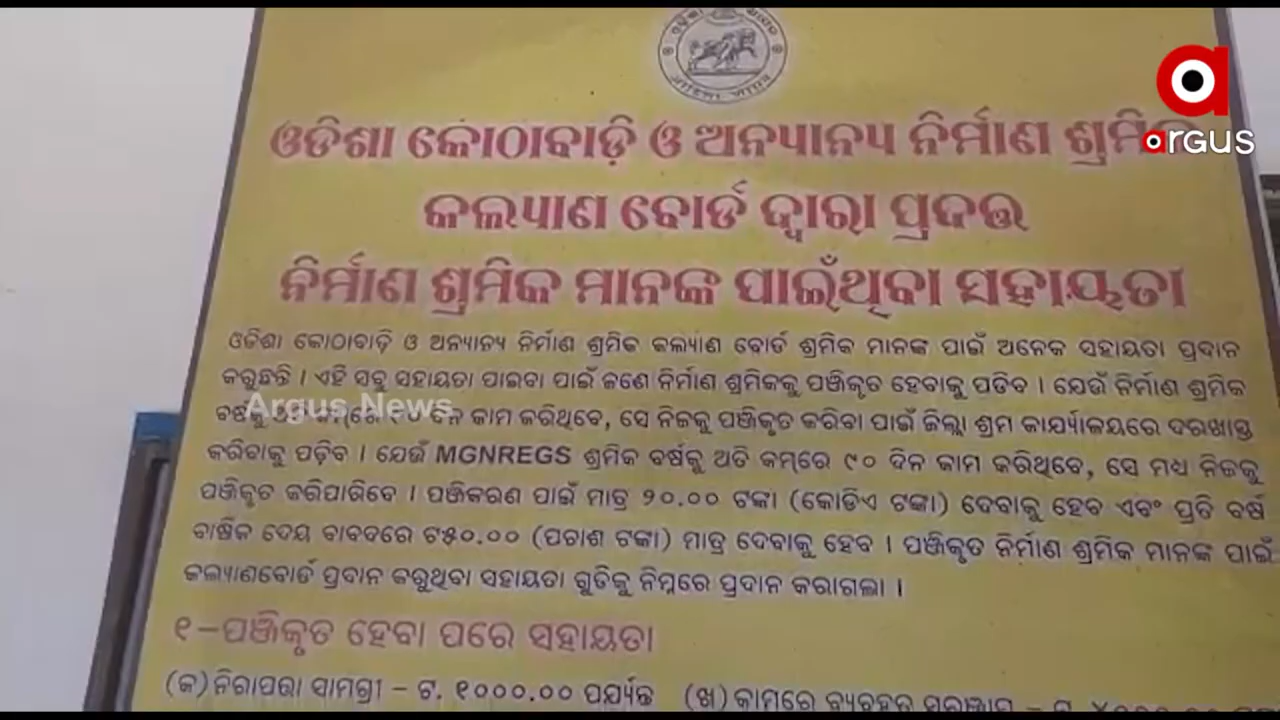 ଓଡିଶା କୋଠାବାଡ଼ି ଓ ଅନ୍ୟାନ୍ୟ ନିର୍ମାଣ
argus
କଲ୍ୟାଣ ବୋର୍ଡ ଦ୍ୱାରା ପ୍ରଦତ୍ତ
ନିର୍ମାଣ ଶ୍ରମିକ ମାନଙ୍କ ପାଇଁଥିବା ସହାୟତା
ଓଡିଶା କୋଠାବାଡ଼ି ଓ ଅନ୍ୟାନ୍ୟ ନିର୍ମାଣ ଶ୍ରମିକ କଲ୍ୟାଣ ବୋର୍ଡ ଶ୍ରମିକ ମାନଙ୍କ ପାଇଁ ଅନେକ ସହାୟତା ପ୍ରଦାନ
କରୁଛନ୍ତି । ଏହି ସବୁ ସହାୟତା ପାଇବା ପାଇଁ ଜଣେ ନିର୍ମାଣ ଶ୍ରମିକକୁ ପଞ୍ଜିକୃତ ହେବାକୁ ପଡିବ । ଯେଉଁ ନିର୍ମାଣ ଶ୍ରମିକ
Argus News
ବର୍ଷକୁ ଦିନ କାମ କରିଥିବେ, ସେ ନିଜକୁ ପଞ୍ଜିକୃତ କରିବା ପାଇଁ ଜିଲ୍ଲା ଶ୍ରମ କାର୍ଯ୍ୟାଳୟରେ ଦରଖାସ୍ତ
କରିବାକୁ ପଡ଼ିବ । ଯେଉଁ MGNREGS ଶ୍ରମିକ ବର୍ଷକୁ ଅତି କମ୍‌ରେ ୯୦ ଦିନ କାମ କରିଥିବେ, ସେ ମଧ୍ୟ ନିଜକୁ
ପଞ୍ଜିକୃତ କରିପାରିବେ । ପଞ୍ଜିକରଣ ପାଇଁ ମାତ୍ର ୨୦.୦୦ ଟଙ୍କା (କୋଡିଏ ଟଙ୍କା) ଦେବାକୁ ହେବ ଏବଂ ପ୍ରତି ବର୍ଷ
ବାର୍ଷିକ ଦେୟ ବାବଦରେ ଟ୫୦.୦୦ (ପଚାଶ ଟଙ୍କା) ମାତ୍ର ଦେବାକୁ ହେବ । ପଞ୍ଜିକୃତ ନିର୍ମାଣ ଶ୍ରମିକ ମାନଙ୍କ ପାଇଁ
କଲ୍ୟାଣବୋର୍ଡ ପ୍ରଦାନ କରୁଥିବା ସହାୟତା ଗୁଡିକୁ ନିମ୍ନରେ ପ୍ରଦାନ କରାଗଲା ।
୧-ପଞ୍ଜିକୃତ ହେବା ପରେ ସହାୟତା
(କ) ନିରାପତ୍ତା ସାମଗ୍ରୀ - ଟ. ୧୦୦୦.୦୦ ପର୍ଯ୍ୟନ୍ତ (ଖ) କାମରେ ବ୍ୟବହୃତ